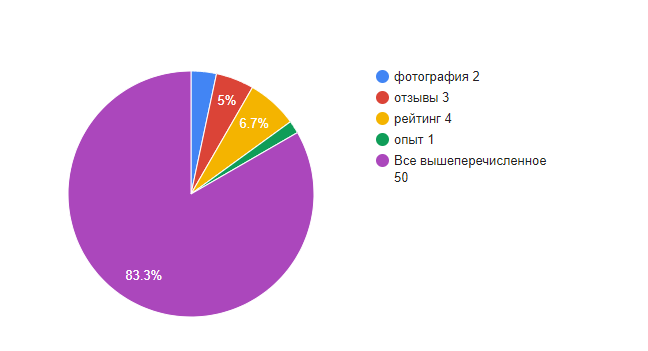 фотография 2
отзывы 3
рейтинг 4
опыт 1
Все вышеперечисленное
50
5%
6.7%
83.3%